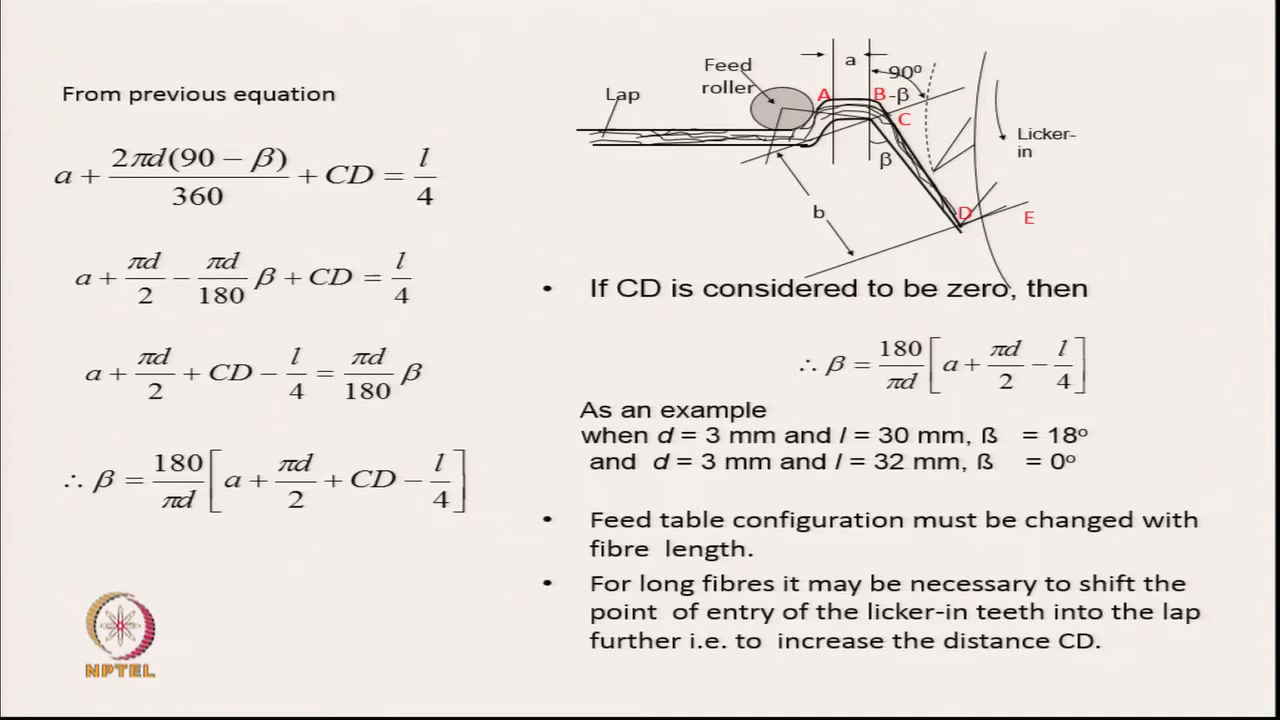 From previous equation
a + 2πd(90 − β)/360 + CD = l/4
a + πd/2 − πd/180 β + CD = l/4
a + πd/2 + CD − l/4 = πd/180 β
∴ β = 180/πd [a + πd/2 + CD − l/4]
NPTEL
Feed
roller
Lap
A
a
B
90⁰
-β
C
β
Licker-
in
b
D
E
• If CD is considered to be zero, then
∴ β = 180/πd [a + πd/2 − l/4]
As an example
when d = 3 mm and l = 30 mm, ß = 18º
and d = 3 mm and l = 32 mm, ß = 0º
• Feed table configuration must be changed with
fibre length.
• For long fibres it may be necessary to shift the
point of entry of the licker-in teeth into the lap
further i.e. to increase the distance CD.